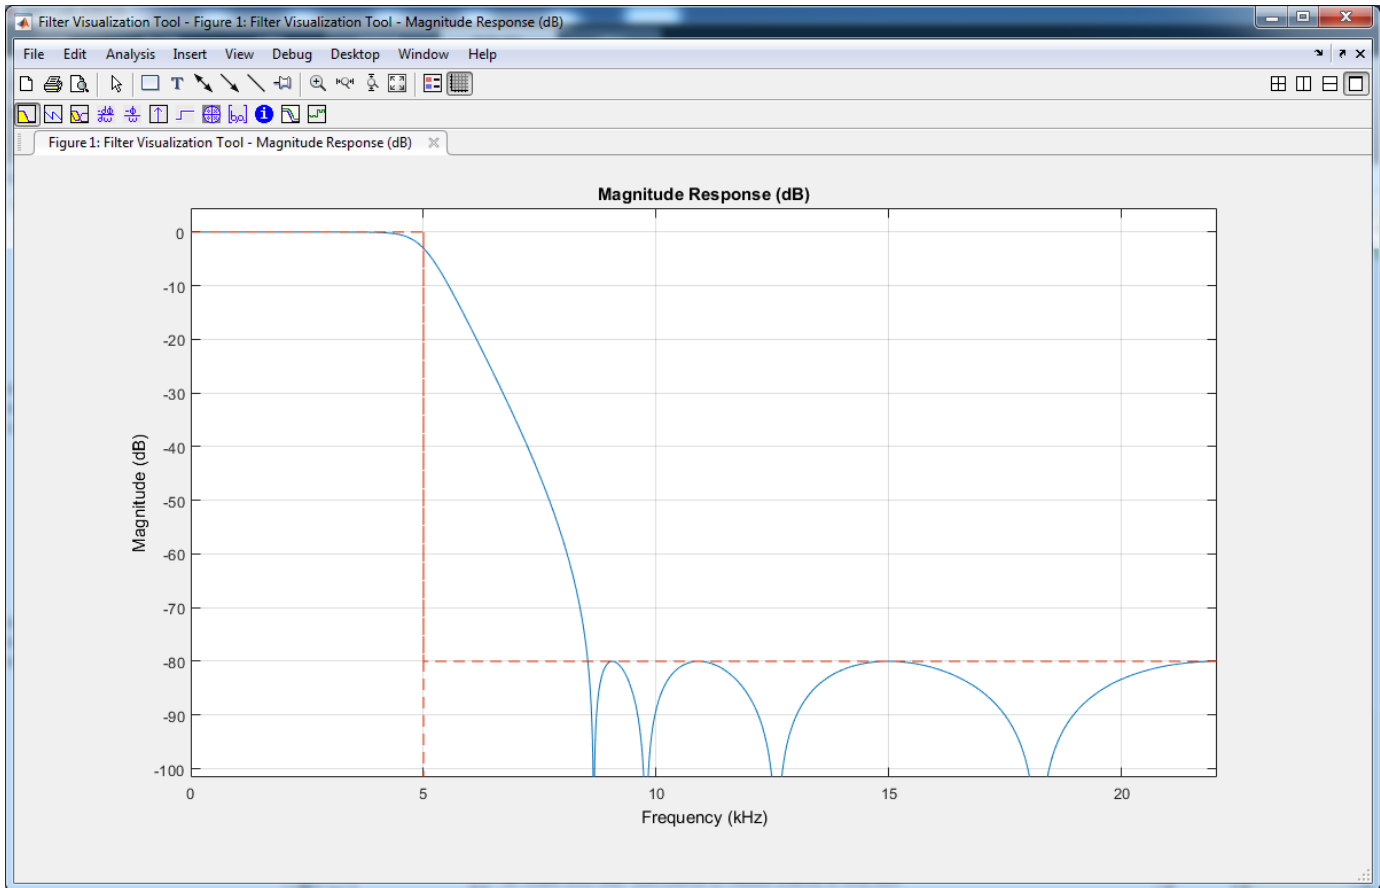 Filter Visualization Tool - Figure 1: Filter Visualization Tool - Magnitude Response (dB)
File Edit Analysis Insert View Debug Desktop Window Help
Figure 1: Filter Visualization Tool - Magnitude Response (dB)
Magnitude Response (dB)
0
-10
-20
-30
-40
-50
-60
-70
-80
-90
-100
Magnitude (dB)
0 5 10 15 20
Frequency (kHz)